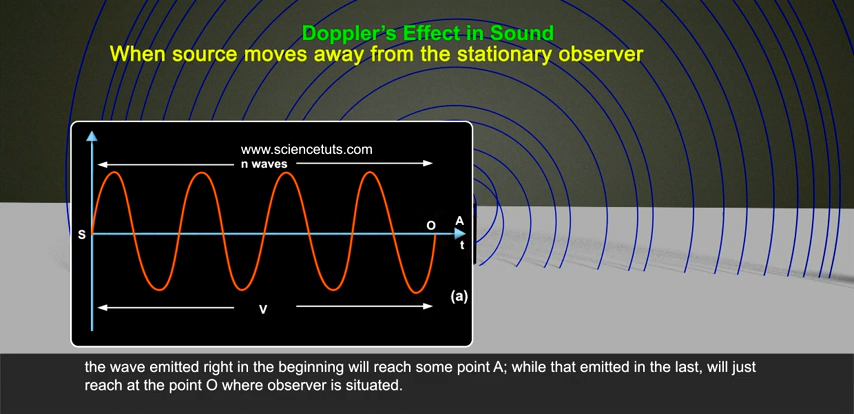 Doppler's Effect in Sound
When source moves away from the stationary observer
www.sciencetuts.com
n waves
S
O
A
t
V
(a)
the wave emitted right in the beginning will reach some point A; while that emitted in the last, will just
reach at the point O where observer is situated.